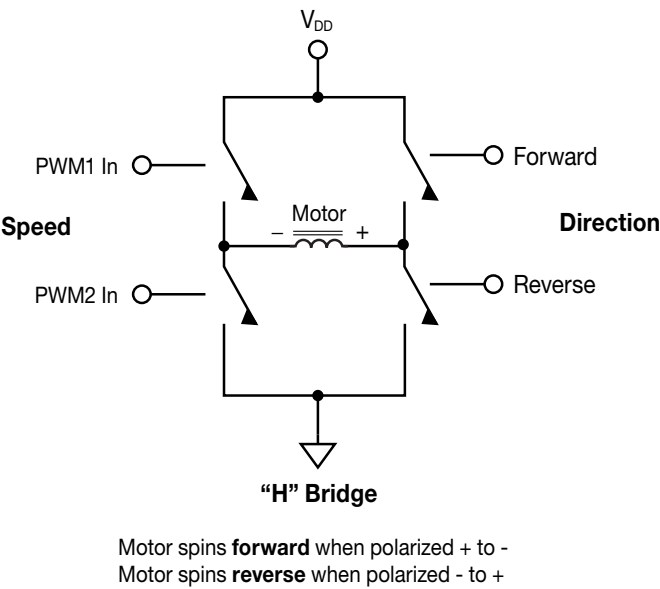 VDD
PWM1 In
Forward
Speed
Motor
Direction
– +
PWM2 In
Reverse
“H” Bridge
Motor spins forward when polarized + to -
Motor spins reverse when polarized - to +